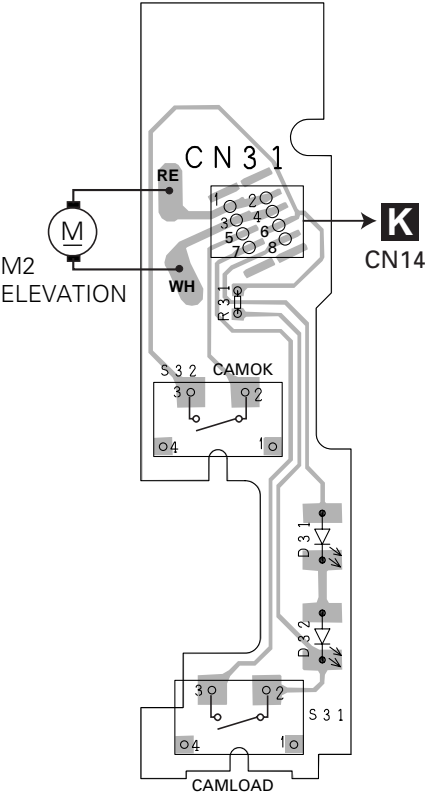 CN31
RE
1 2
3 4
5 6
7 8
M
K
CN14
M2
ELEVATION
WH
R31
S32 CAMOK
3 2
4 1
D31
D32
3 2
S31
4 1
CAMLOAD